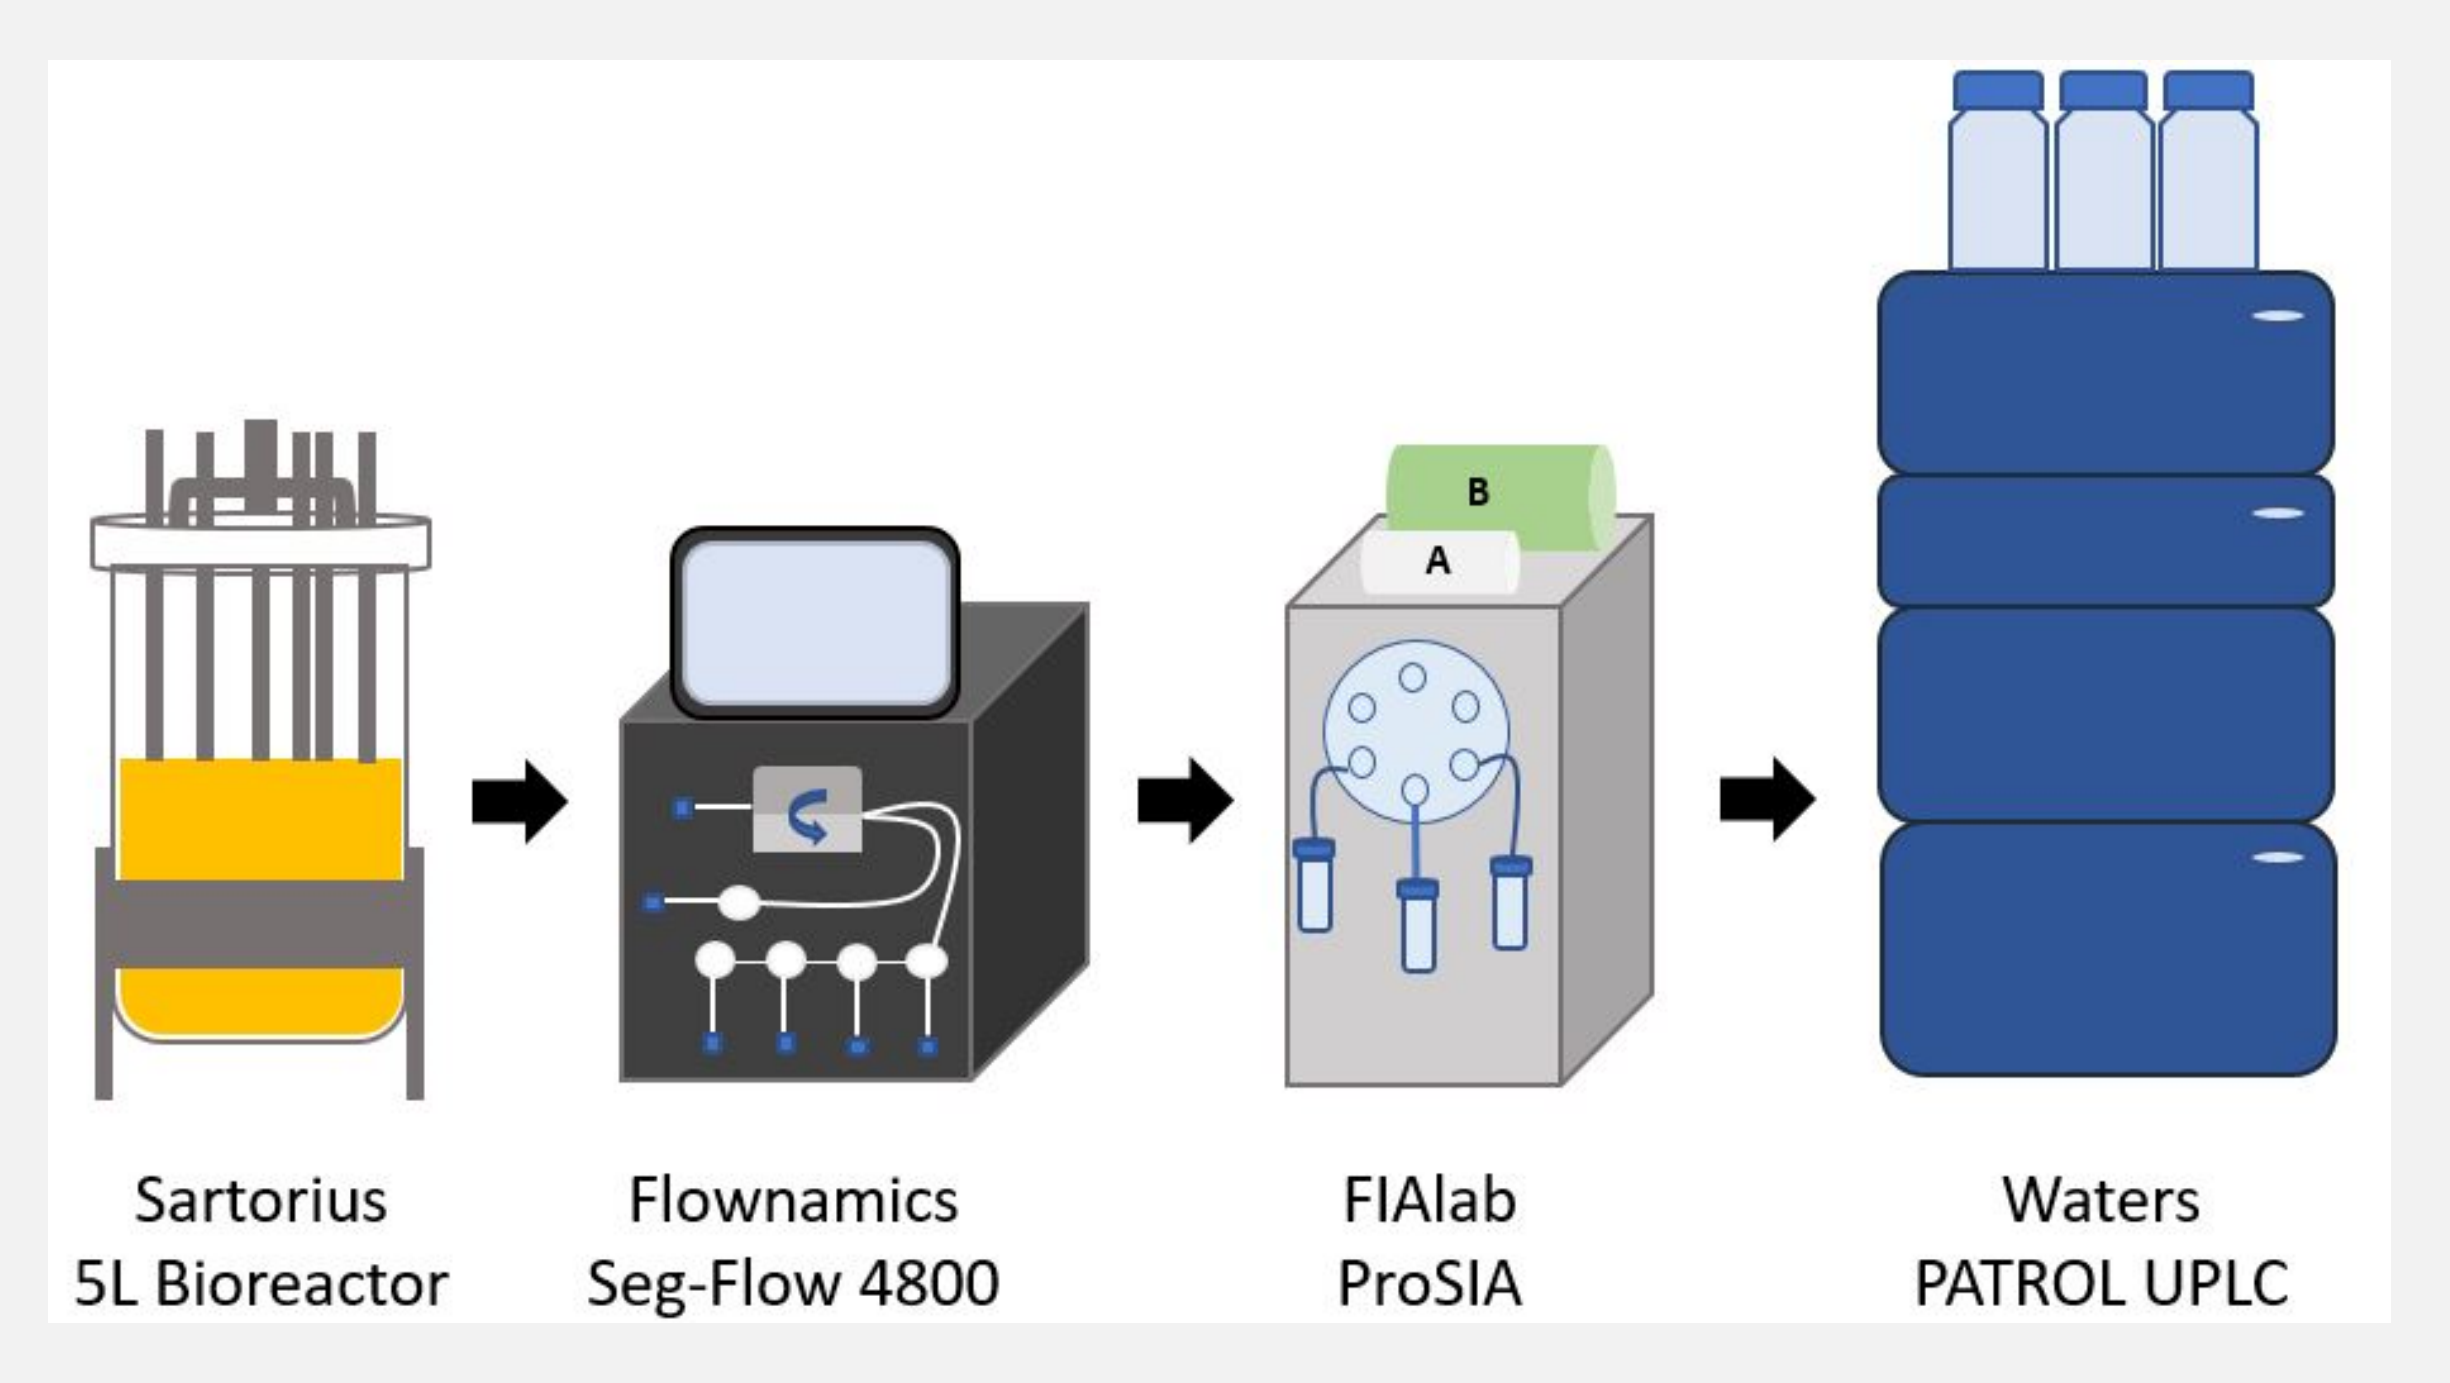 B
A
Sartorius
5L Bioreactor
Flownamics
Seg-Flow 4800
FIAlab
ProSIA
Waters
PATROL UPLC